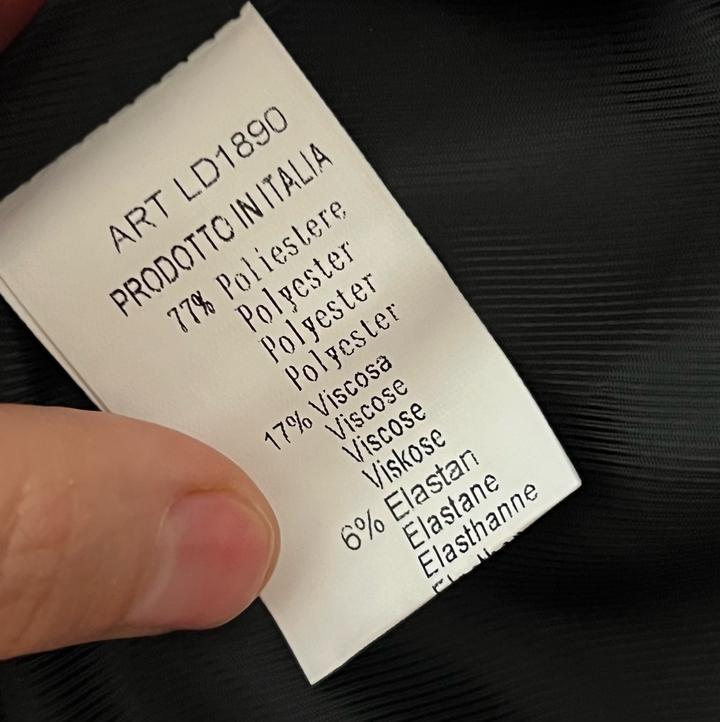 ART LD1890
PRODOTTO IN ITALIA
77% Poliestere
Polyester
Polyester
Polyester
17% Viscosa
Viscose
Viscose
Viskose
6% Elastan
Elastane
Elasthanne